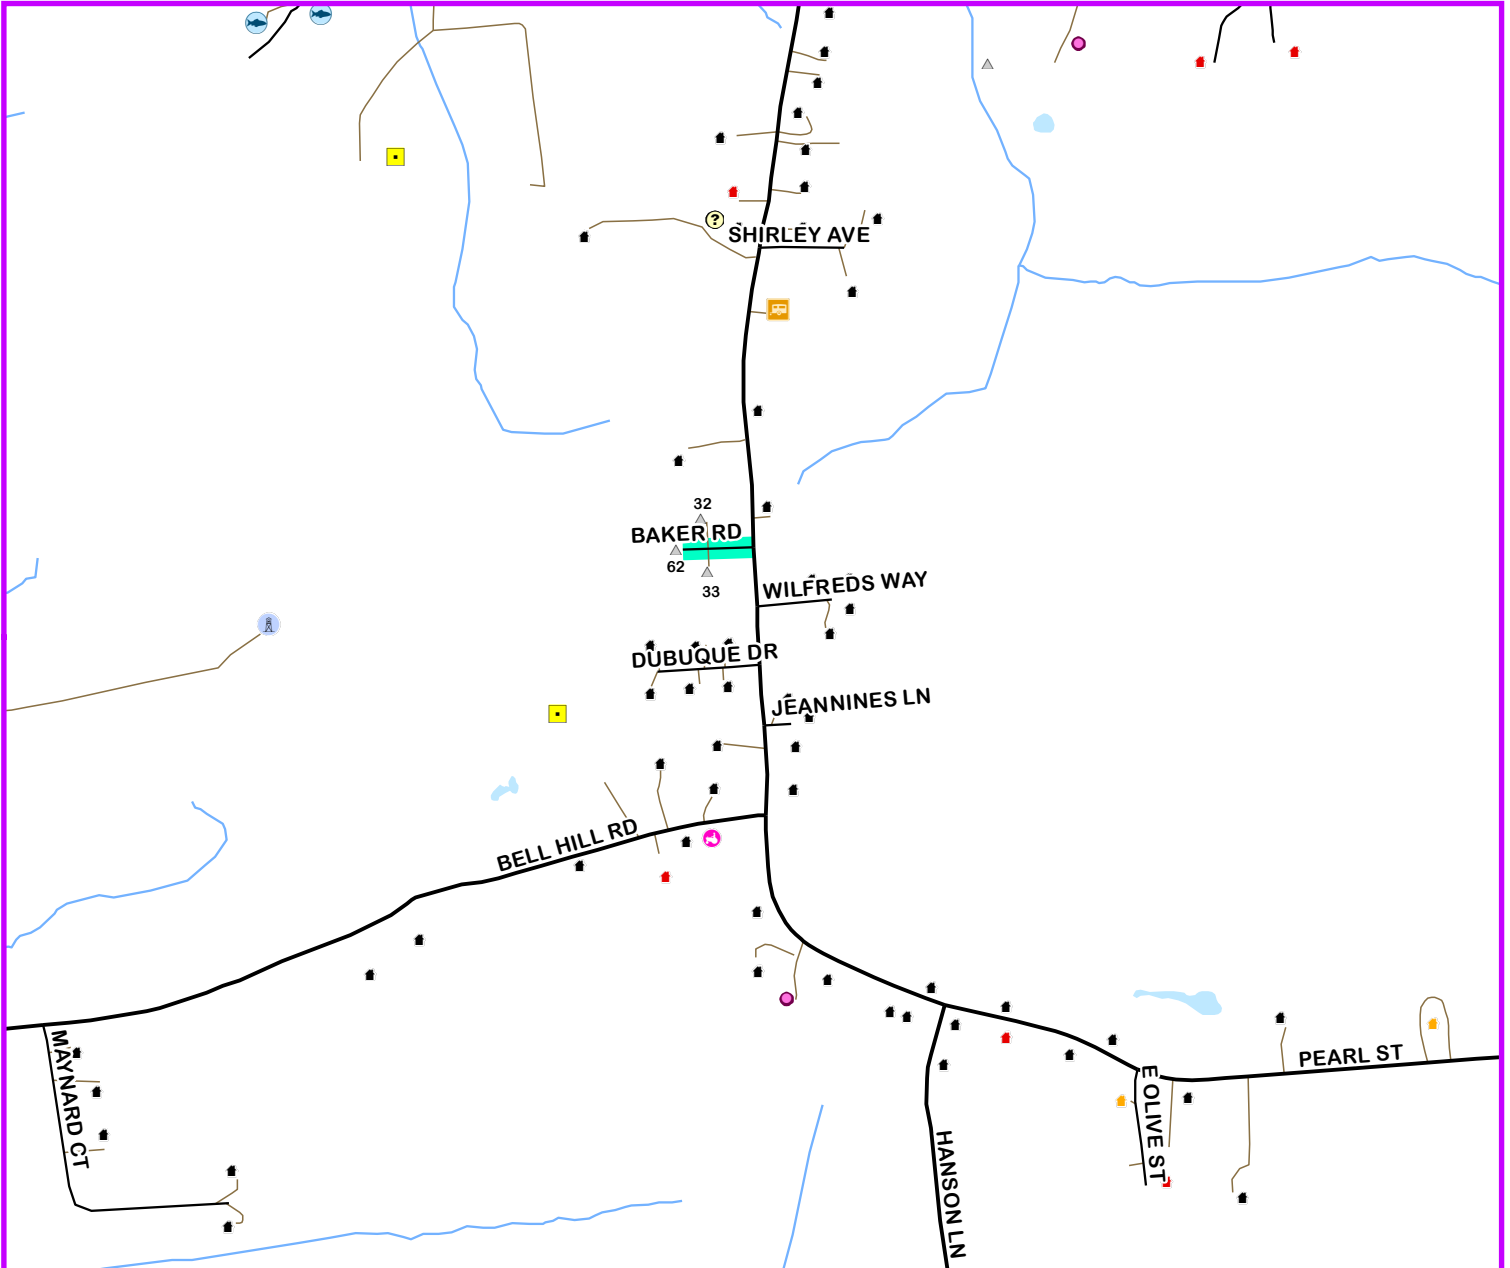 ?
SHIRLEY AVE
32
BAKER RD
62
33
WILFREDS WAY
DUBUQUE DR
JEANNINES LN
BELL HILL RD
MAYNARD CT
PEARL ST
E OLIVE ST
HANSON LN